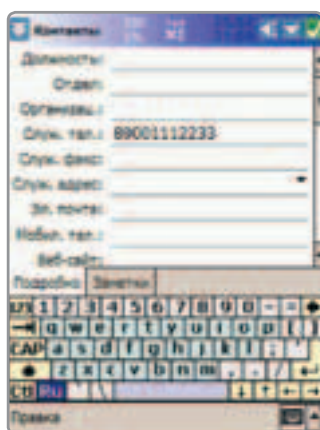 Контакты
Должность:
Отдел:
Организац.:
Служ. тел.: 89001112233
Служ. факс:
Служ. адрес:
Эл. почта:
Мобил. тел.:
Веб-сайт:
Подробно Заметки
123 1 2 3 4 5 6 7 8 9 0 - =
q w e r t y u i o p [ ]
CAP a s d f g h j k l ; '
z x c v b n m , . /
Ctl Ru ` \
Правка